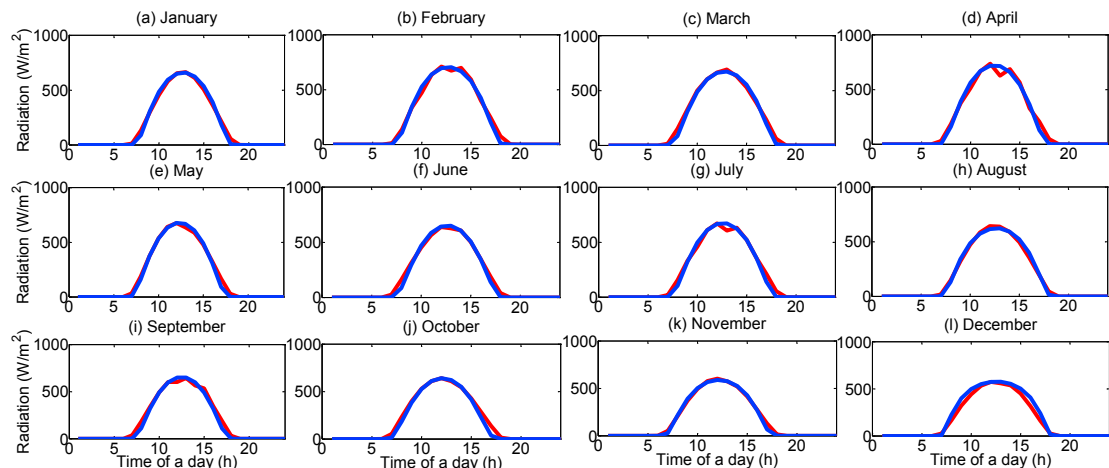 (a) January
(b) February
(c) March
(d) April
Radiation (W/m²)
1000
500
0
0 5 10 15 20
1000
500
0
0 5 10 15 20
1000
500
0
0 5 10 15 20
1000
500
0
0 5 10 15 20
(e) May
(f) June
(g) July
(h) August
Radiation (W/m²)
1000
500
0
0 5 10 15 20
1000
500
0
0 5 10 15 20
1000
500
0
0 5 10 15 20
1000
500
0
0 5 10 15 20
(i) September
(j) October
(k) November
(l) December
Radiation (W/m²)
1000
500
0
0 5 10 15 20
Time of a day (h)
1000
500
0
0 5 10 15 20
Time of a day (h)
1000
500
0
0 5 10 15 20
Time of a day (h)
1000
500
0
0 5 10 15 20
Time of a day (h)